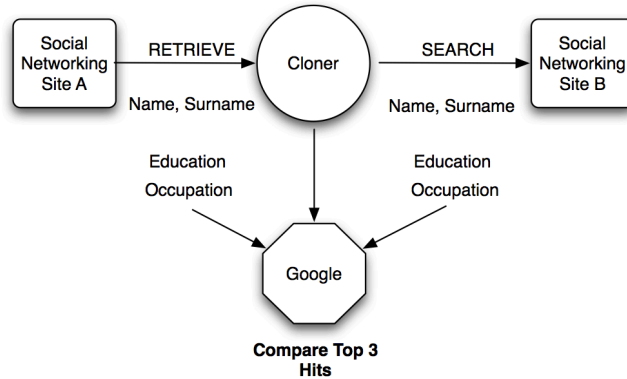 Social
Networking
Site A
RETRIEVE
Name, Surname
Cloner
SEARCH
Name, Surname
Social
Networking
Site B
Education
Occupation
Education
Occupation
Google
Compare Top 3
Hits